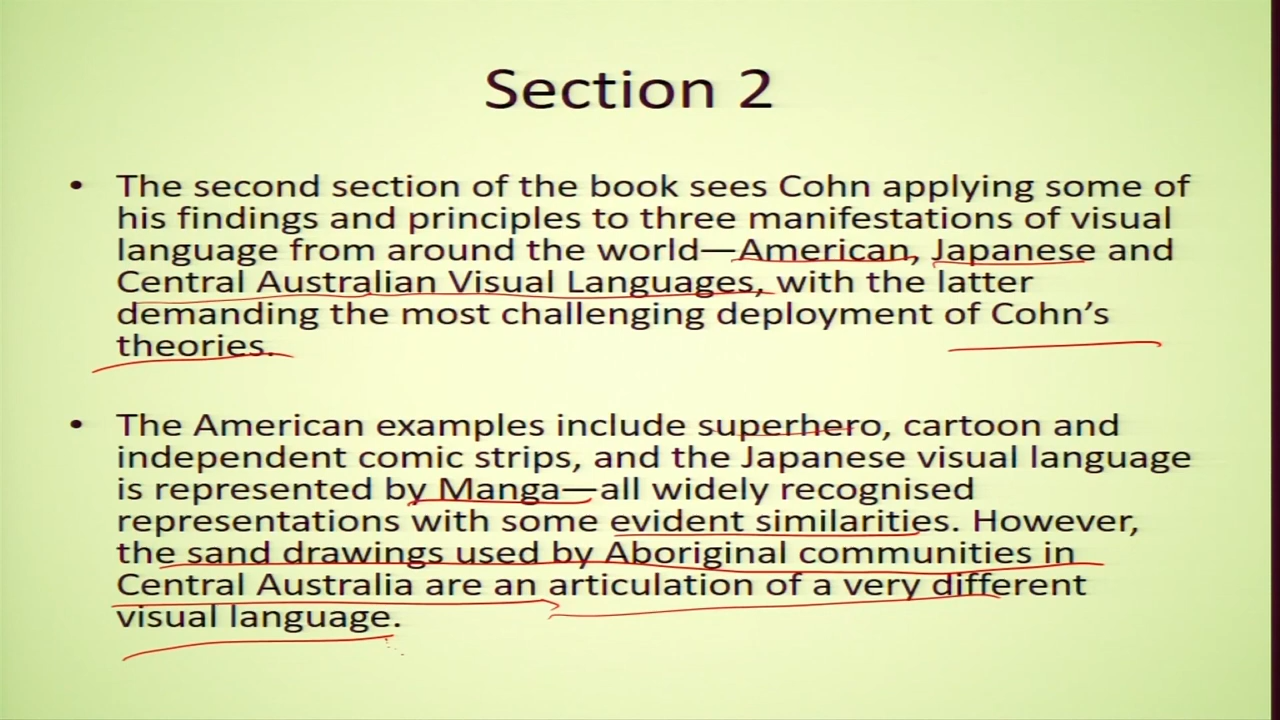 Section 2
• The second section of the book sees Cohn applying some of
his findings and principles to three manifestations of visual
language from around the world—American, Japanese and
Central Australian Visual Languages, with the latter
demanding the most challenging deployment of Cohn's
theories.
• The American examples include superhero, cartoon and
independent comic strips, and the Japanese visual language
is represented by Manga—all widely recognised
representations with some evident similarities. However,
the sand drawings used by Aboriginal communities in
Central Australia are an articulation of a very different
visual language.